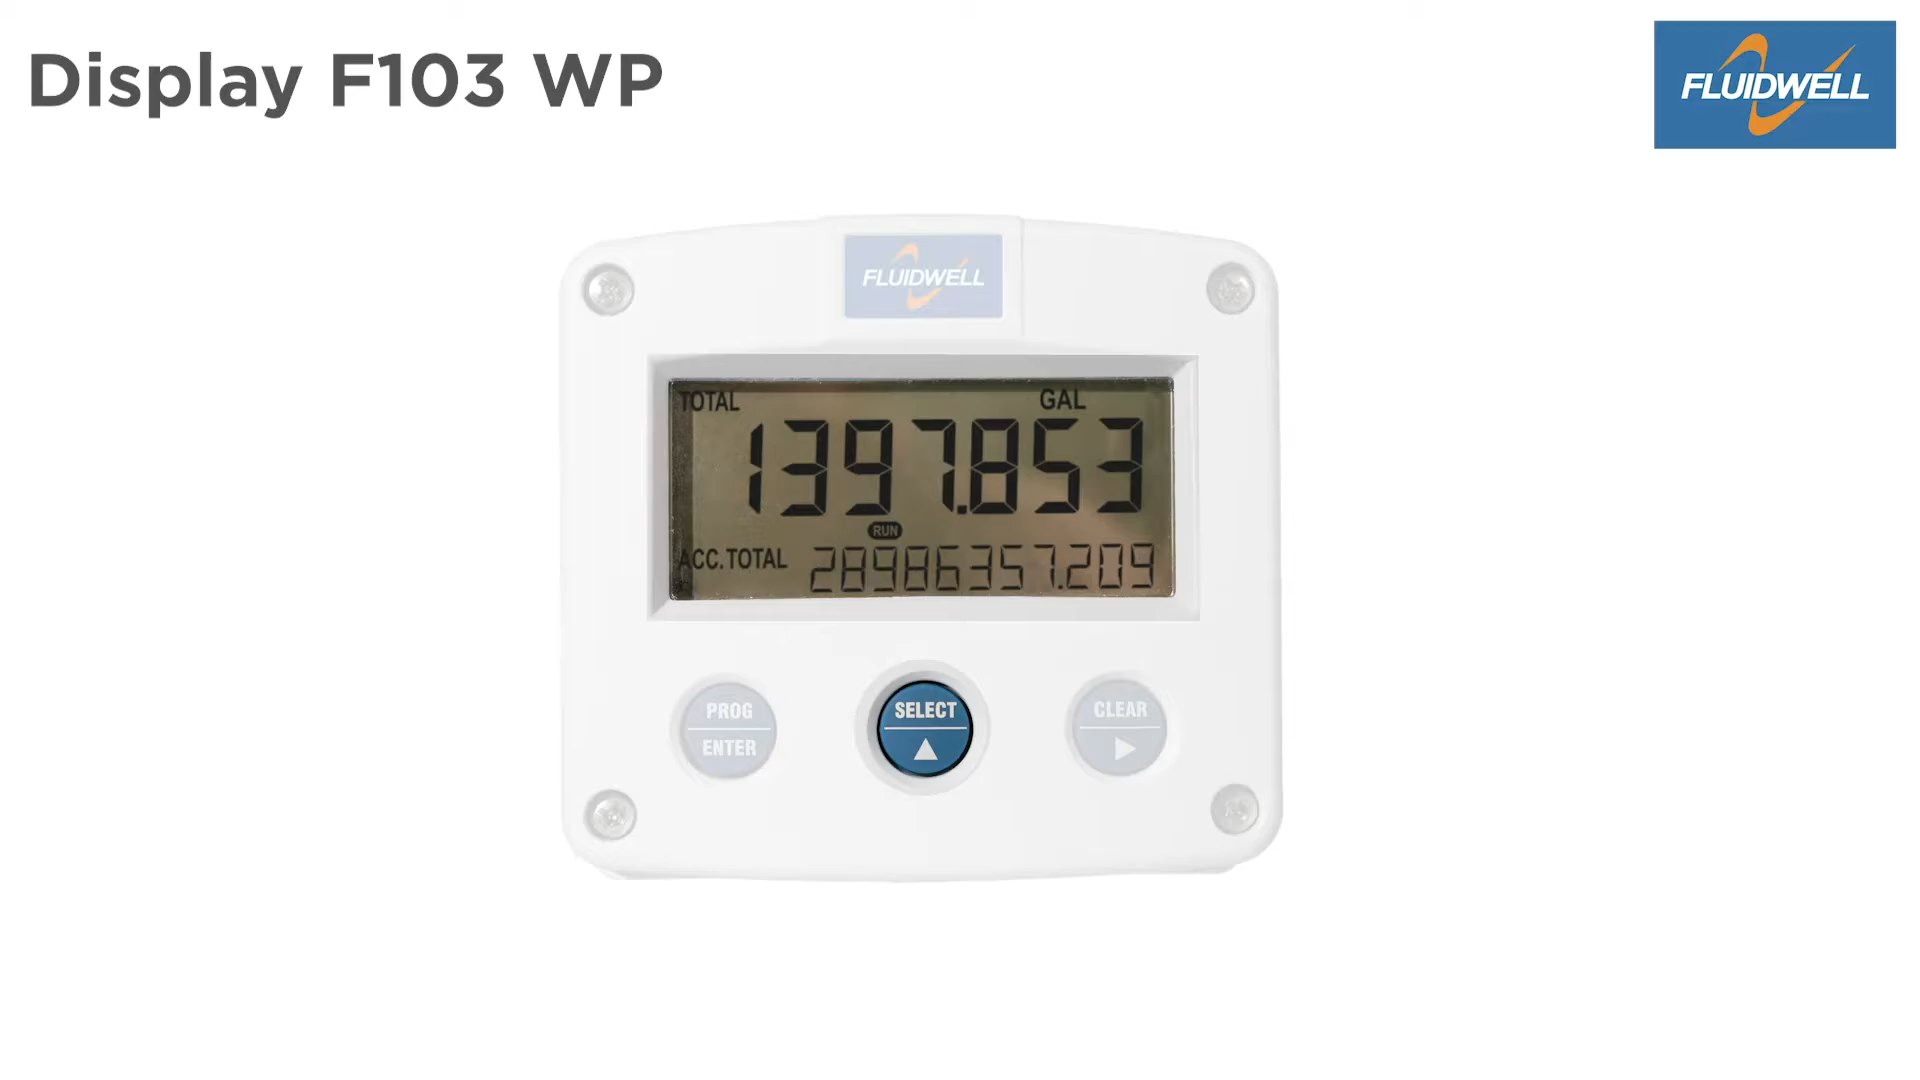 Display F103 WP
FLUIDWELL
FLUIDWELL
TOTAL GAL
1397.853
RUN
ACC.TOTAL 28986357.209
PROG
ENTER
SELECT
CLEAR